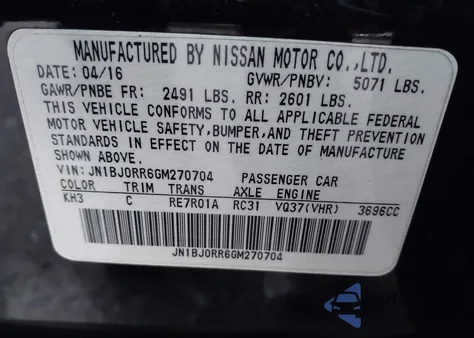 MANUFACTURED BY NISSAN MOTOR CO.,LTD.
DATE: 04/16 GVWR/PNBV: 5071 LBS.
GAWR/PNBE FR: 2491 LBS. RR: 2601 LBS.
THIS VEHICLE CONFORMS TO ALL APPLICABLE FEDERAL
MOTOR VEHICLE SAFETY, BUMPER, AND THEFT PREVENTION
STANDARDS IN EFFECT ON THE DATE OF MANUFACTURE
SHOWN ABOVE.
VIN: JN1BJ0RR6GM270704 PASSENGER CAR
COLOR TRIM TRANS AXLE ENGINE
KH3 C RE7R01A RC31 VQ37(VHR) 3696CC
JN1BJ0RR6GM270704